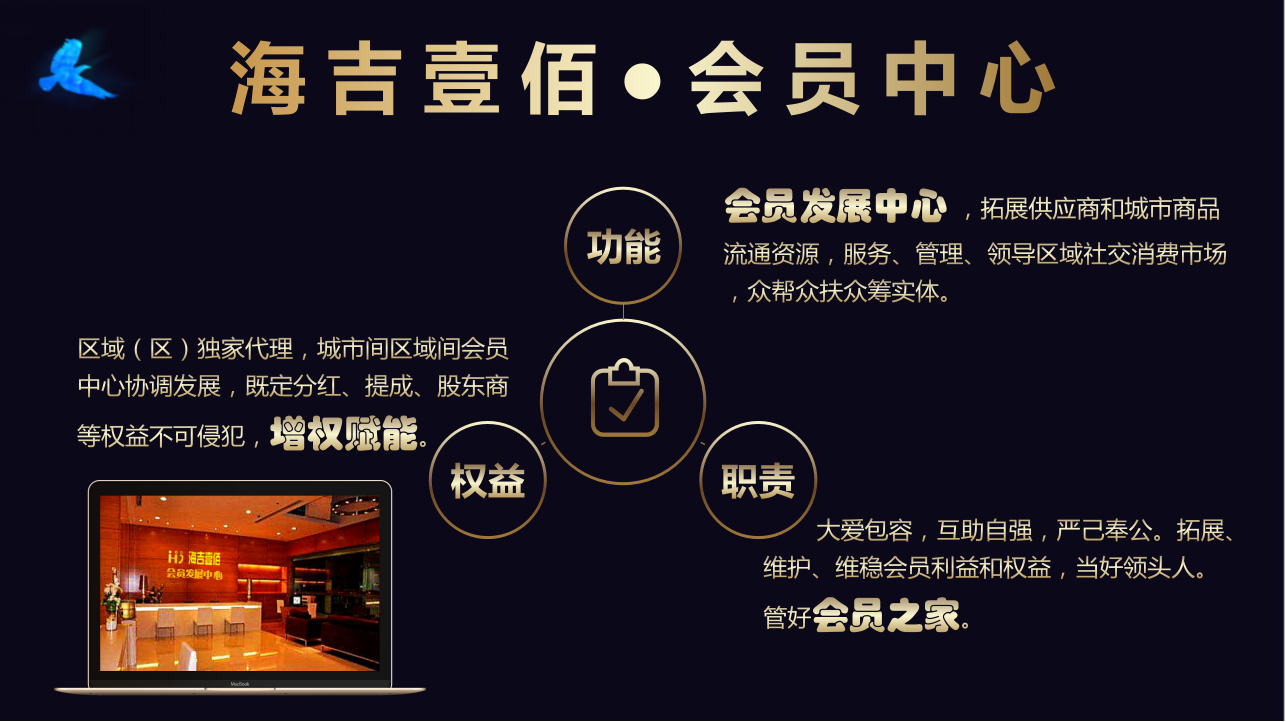 海吉壹佰•会员中心
功能
会员发展中心，拓展供应商和城市商品
流通资源，服务、管理、领导区域社交消费市场
，众帮众扶众筹实体。
区域（区）独家代理，城市间区域间会员
中心协调发展，既定分红、提成、股东商
等权益不可侵犯，增权赋能。
权益
职责
大爱包容，互助自强，严己奉公。拓展、
维护、维稳会员利益和权益，当好领头人。
管好会员之家。
海吉壹佰
会员发展中心
MacBook